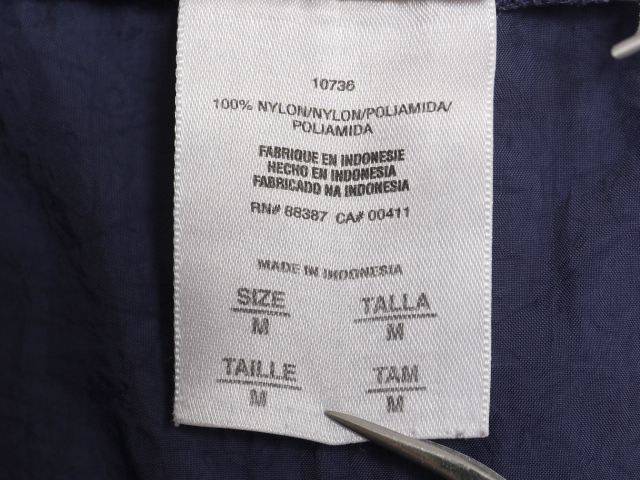 10736
100% NYLON/NYLON/POLIAMIDA/
POLIAMIDA
FABRIQUE EN INDONESIE
HECHO EN INDONESIA
FABRICADO NA INDONESIA
RN# 88387 CA# 00411
MADE IN INDONESIA
SIZE TALLA
M M
TAILLE TAM
M M